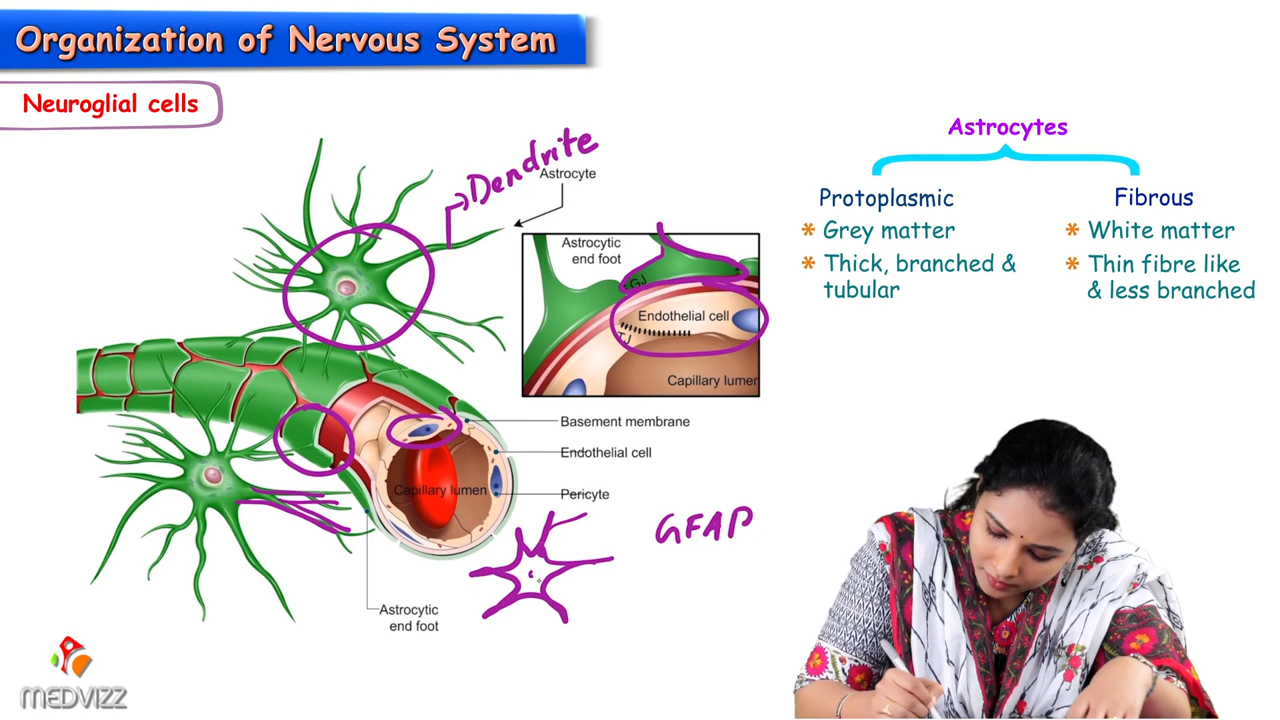 Organization of Nervous System
Neuroglial cells
Dendrite
Astrocyte
Astrocytic
end foot
GJ
Endothelial cell
TJ
Capillary lumen
Basement membrane
Endothelial cell
Capillary lumen
Pericyte
GFAP
Astrocytic
end foot
Astrocytes
Protoplasmic
* Grey matter
* Thick, branched &
tubular
Fibrous
* White matter
* Thin fibre like
& less branched
MEDVIZZ